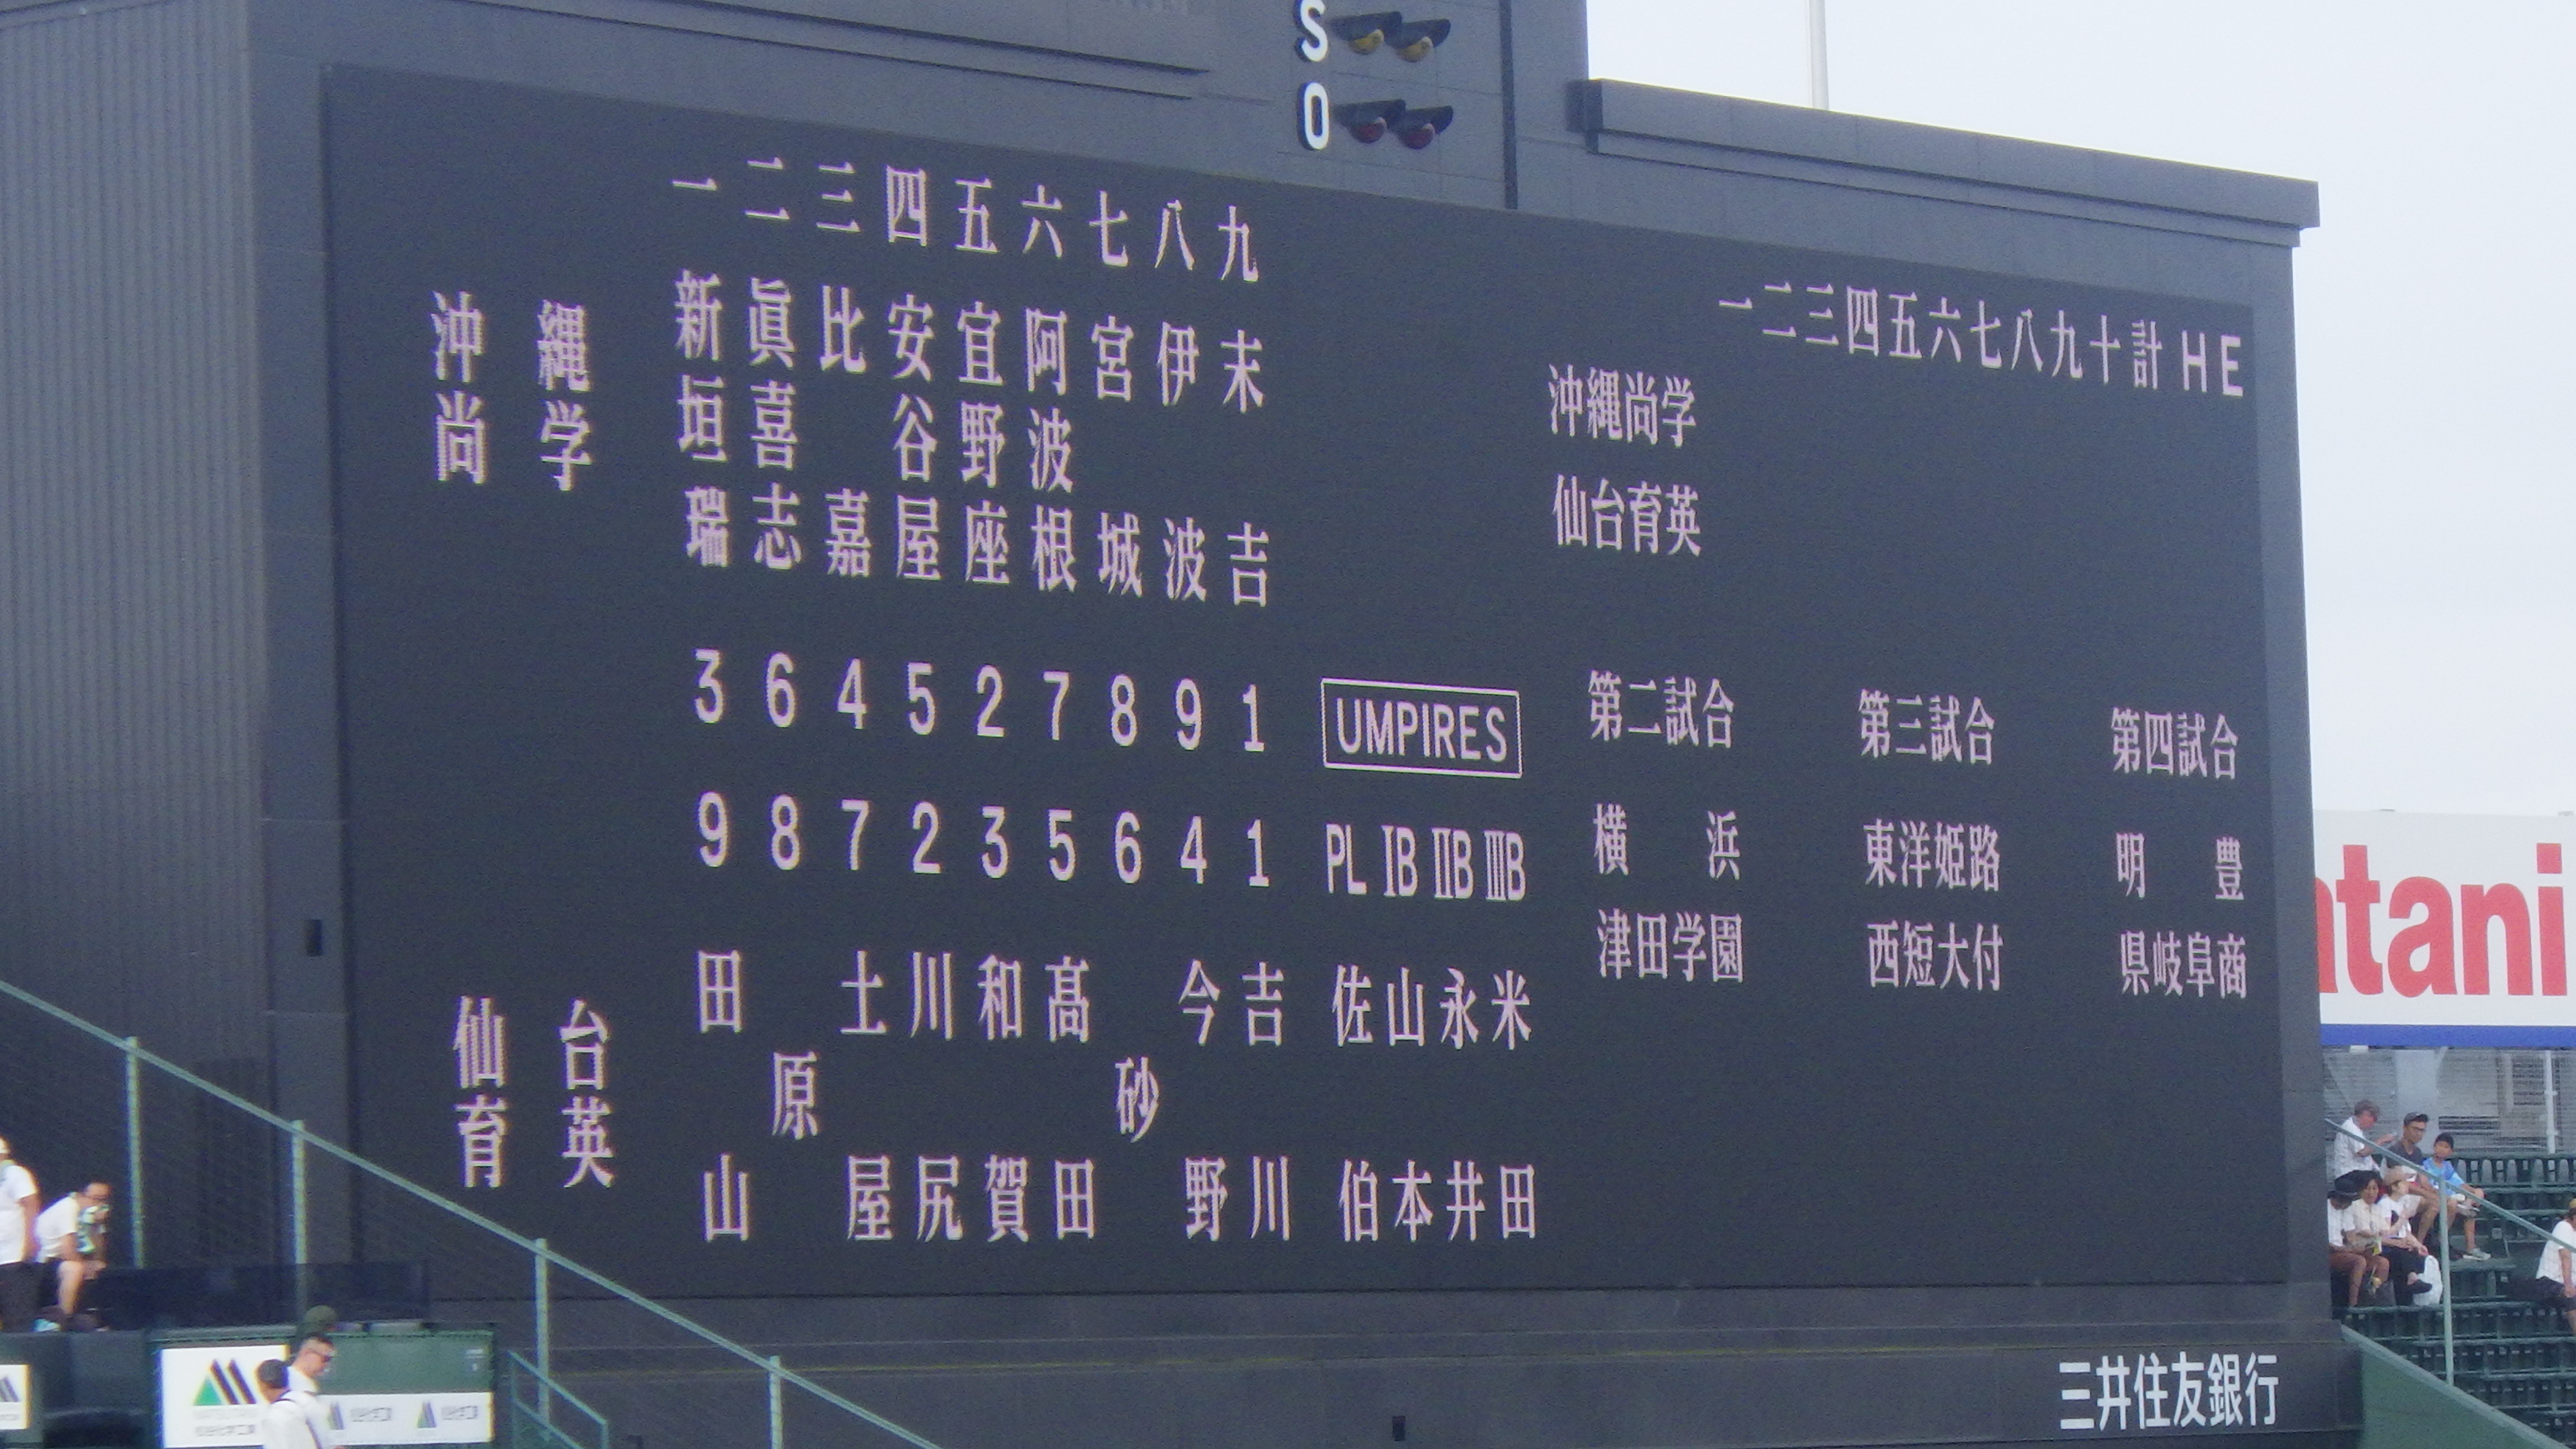 S
O
一 二 三 四 五 六 七 八 九
沖縄尚学
新垣瑞
眞喜志
比嘉
安谷屋
宜野座
阿波根
宮城
伊波
末吉
3 6 4 5 2 7 8 9 1
UMPIRES
9 8 7 2 3 5 6 4 1
PL ⅠB ⅡB ⅢB
仙台育英
田山
原
土屋
川尻
和賀
髙田
砂
今野
吉川
佐伯
山本
永井
米田
一 二 三 四 五 六 七 八 九 十 計 H E
沖縄尚学
仙台育英
第二試合
横浜
津田学園
第三試合
東洋姫路
西短大付
第四試合
明豊
県岐阜商
tani
三井住友銀行